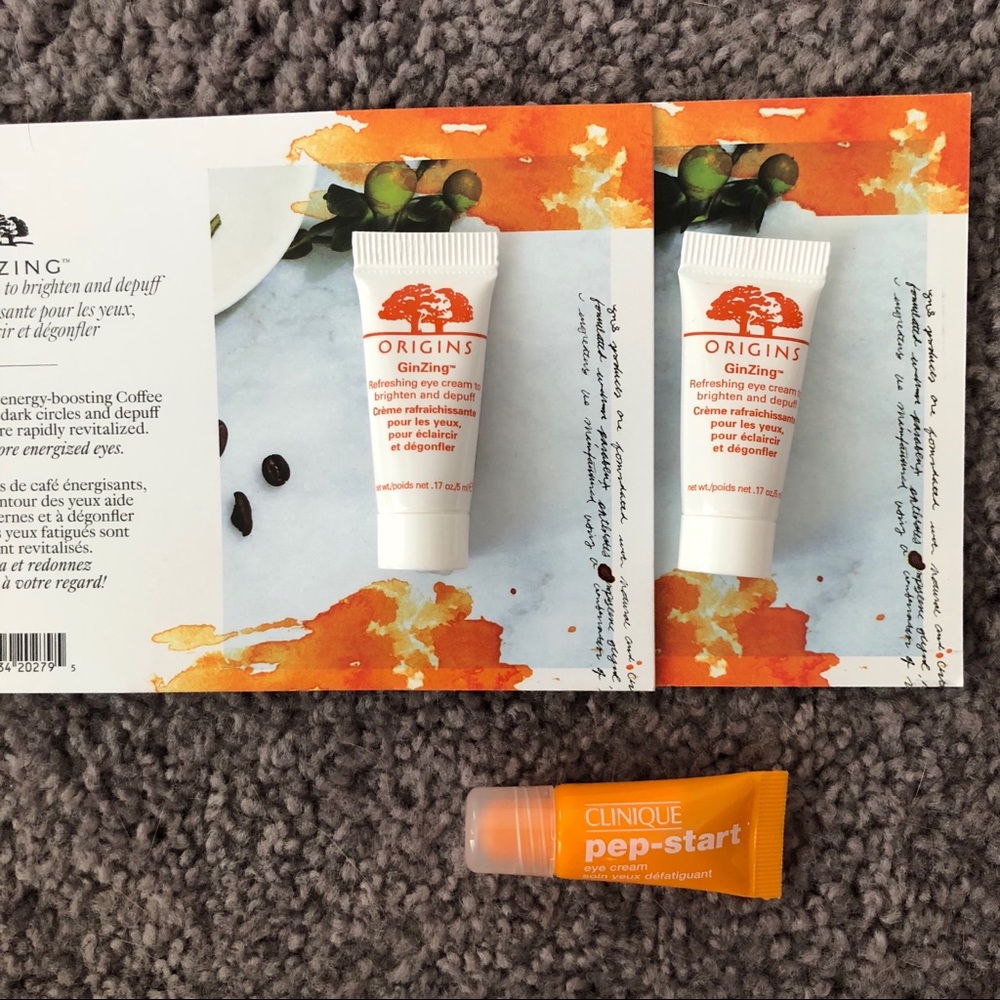 ZING™
to brighten and depuff
sante pour les yeux,
cir et dégonfler
energy-boosting Coffee
dark circles and depuff
re rapidly revitalized.
ore energized eyes.
s de café énergisants,
ntour des yeux aide
ernes et à dégonfler
s yeux fatigués sont
nt revitalisés.
a et redonnez
à votre regard!
34 20279 5
ORIGINS
GinZing™
Refreshing eye cream to
brighten and depuff
Crème rafraîchissante
pour les yeux,
pour éclaircir
et dégonfler
net wt./poids net .17 oz./5 ml
ORIGINS
GinZing™
Refreshing eye cream to
brighten and depuff
Crème rafraîchissante
pour les yeux,
pour éclaircir
et dégonfler
net wt./poids net .17 oz./5 m
CLINIQUE
pep-start
eye cream
soin yeux défatiguant